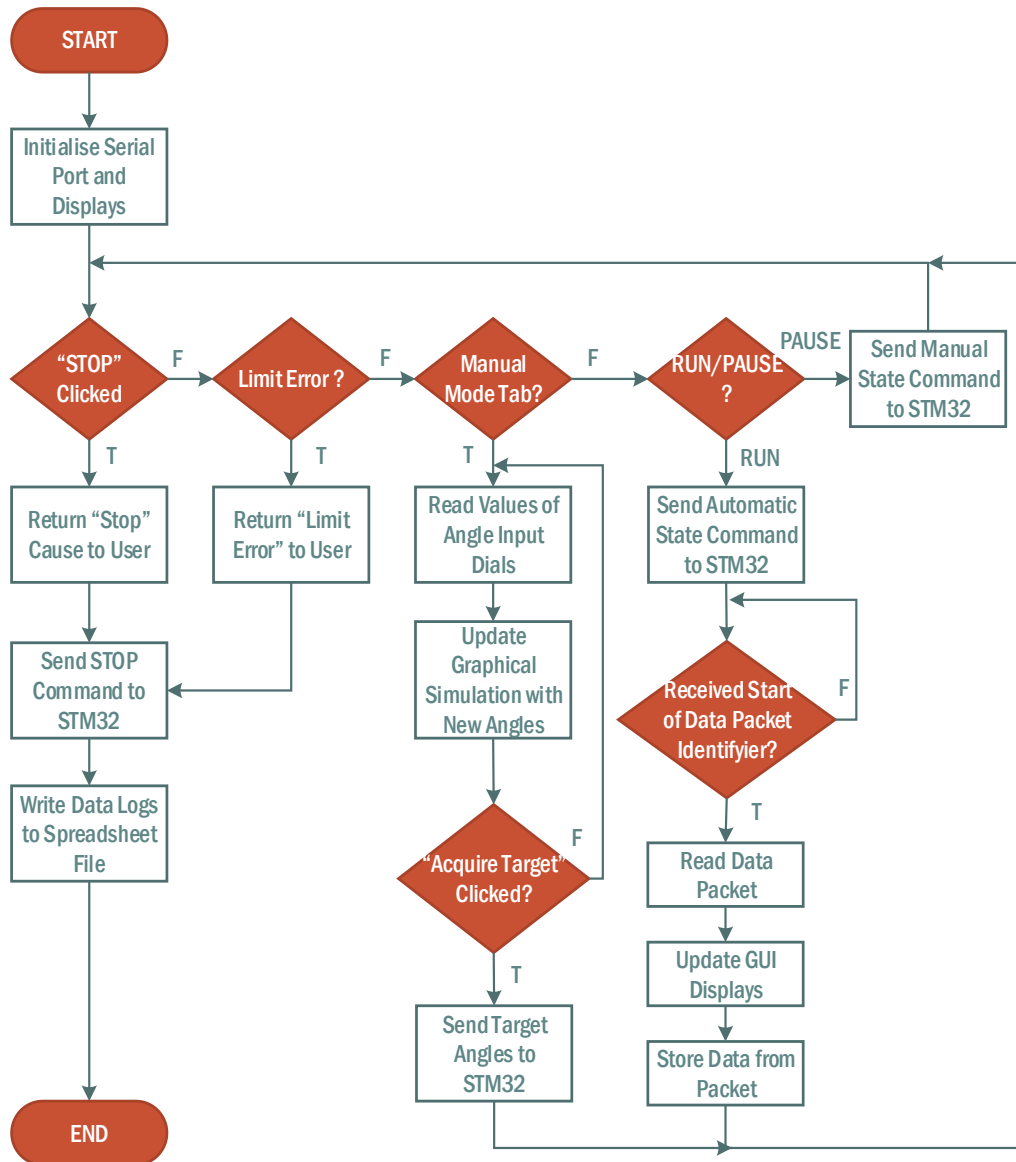 START
Initialise Serial
Port and
Displays
“STOP”
Clicked
F
Limit Error ?
F
Manual
Mode Tab?
F
RUN/PAUSE
?
PAUSE
Send Manual
State Command
to STM32
T
T
T
RUN
Return “Stop”
Cause to User
Return “Limit
Error” to User
Read Values of
Angle Input
Dials
Send Automatic
State Command
to STM32
Send STOP
Command to
STM32
Update
Graphical
Simulation with
New Angles
Received Start
of Data Packet
Identifyier?
F
Write Data Logs
to Spreadsheet
File
“Acquire Target”
Clicked?
F
T
Read Data
Packet
T
Update GUI
Displays
Send Target
Angles to
STM32
Store Data from
Packet
END